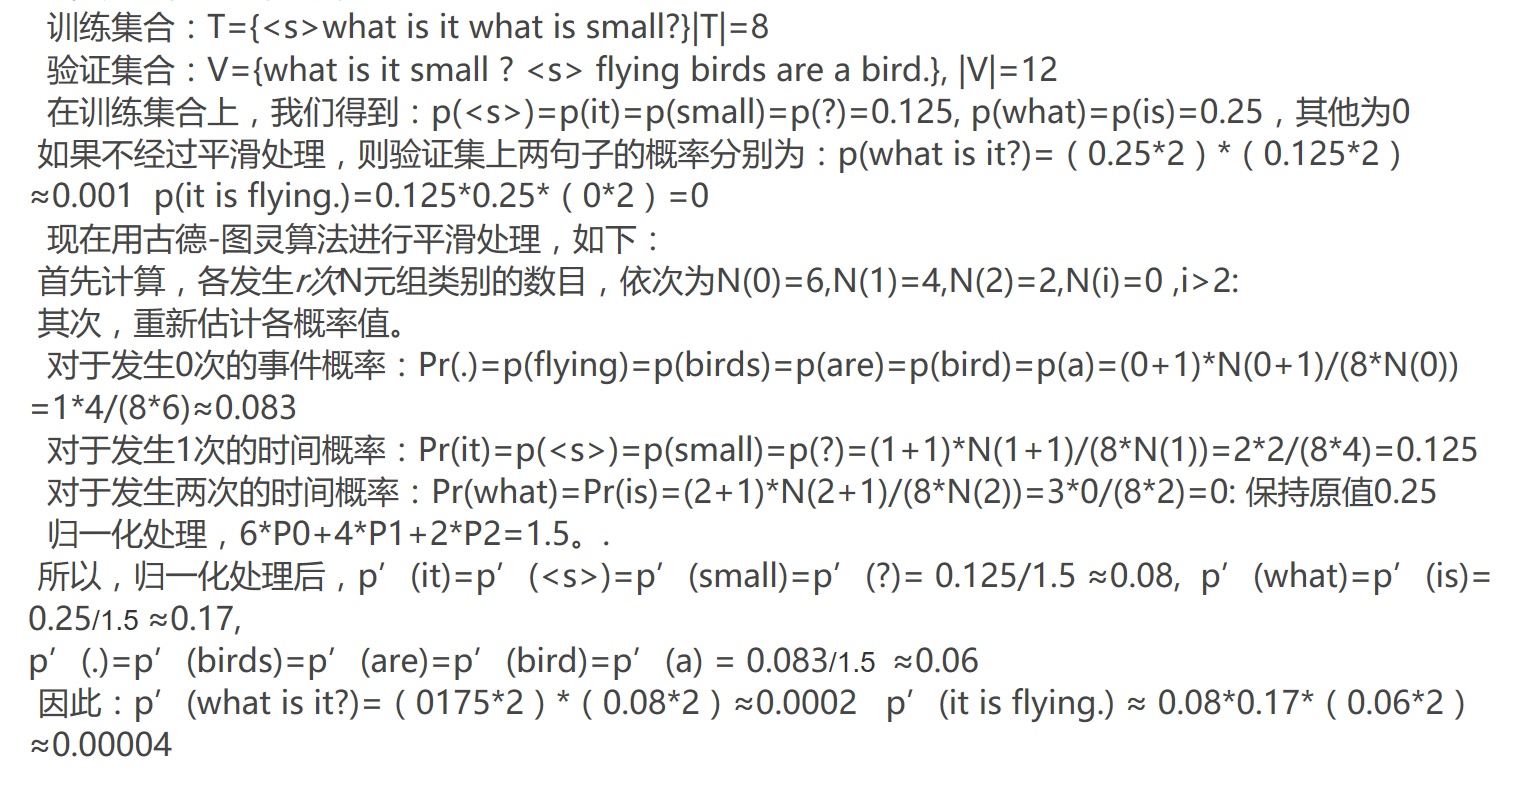 训练集合：T={<s>what is it what is small?}|T|=8
验证集合：V={what is it small ? <s> flying birds are a bird.}, |V|=12
在训练集合上，我们得到：p(<s>)=p(it)=p(small)=p(?)=0.125, p(what)=p(is)=0.25，其他为0
如果不经过平滑处理，则验证集上两句子的概率分别为：p(what is it?)=（0.25*2）*（0.125*2）
≈0.001 p(it is flying.)=0.125*0.25*（0*2）=0
现在用古德-图灵算法进行平滑处理，如下：
首先计算，各发生r次N元组类别的数目，依次为N(0)=6,N(1)=4,N(2)=2,N(i)=0 ,i>2:
其次，重新估计各概率值。
对于发生0次的事件概率：Pr(.)=p(flying)=p(birds)=p(are)=p(bird)=p(a)=(0+1)*N(0+1)/(8*N(0))
=1*4/(8*6)≈0.083
对于发生1次的时间概率：Pr(it)=p(<s>)=p(small)=p(?)=(1+1)*N(1+1)/(8*N(1))=2*2/(8*4)=0.125
对于发生两次的时间概率：Pr(what)=Pr(is)=(2+1)*N(2+1)/(8*N(2))=3*0/(8*2)=0: 保持原值0.25
归一化处理，6*P0+4*P1+2*P2=1.5。.
所以，归一化处理后，p′(it)=p′(<s>)=p′(small)=p′(?)= 0.125/1.5 ≈0.08, p′(what)=p′(is)=
0.25/1.5 ≈0.17,
p′(.)=p′(birds)=p′(are)=p′(bird)=p′(a) = 0.083/1.5 ≈0.06
因此：p′(what is it?)=（0175*2）*（0.08*2）≈0.0002 p′(it is flying.) ≈ 0.08*0.17*（0.06*2）
≈0.00004